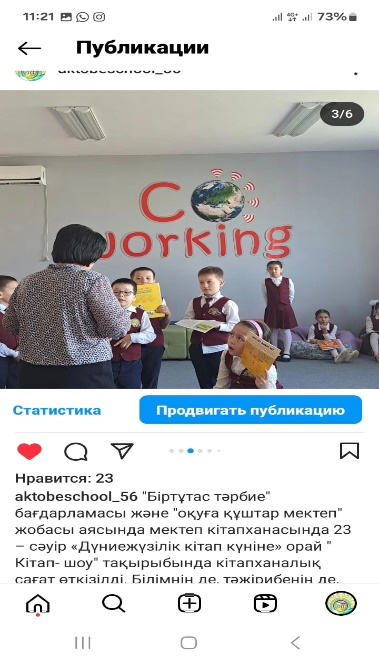 11:21
4G+
73%
Публикации
aktobeschool_56
3/6
CO
working
Статистика
Продвигать публикацию
Нравится: 23
aktobeschool_56 "Біртұтас тәрбие"
бағдарламасы және "оқуға құштар мектеп"
жобасы аясында мектеп кітапханасында 23
– сәуір «Дүниежүзілік кітап күніне» орай "
Кітап- шоу" тақырыбында кітапханалық
сағат өткізілді. Білімнің де, тәжірибенің де,